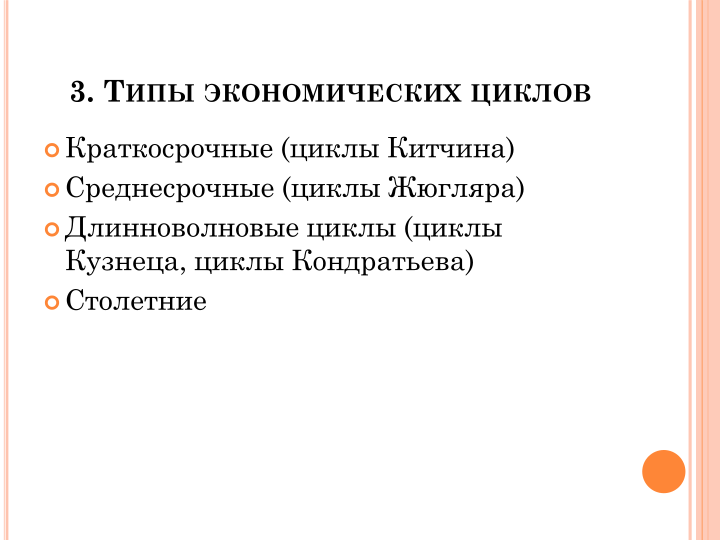 3. Типы экономических циклов
Краткосрочные (циклы Китчина)
Среднесрочные (циклы Жюгляра)
Длинноволновые циклы (циклы
Кузнеца, циклы Кондратьева)
Столетние